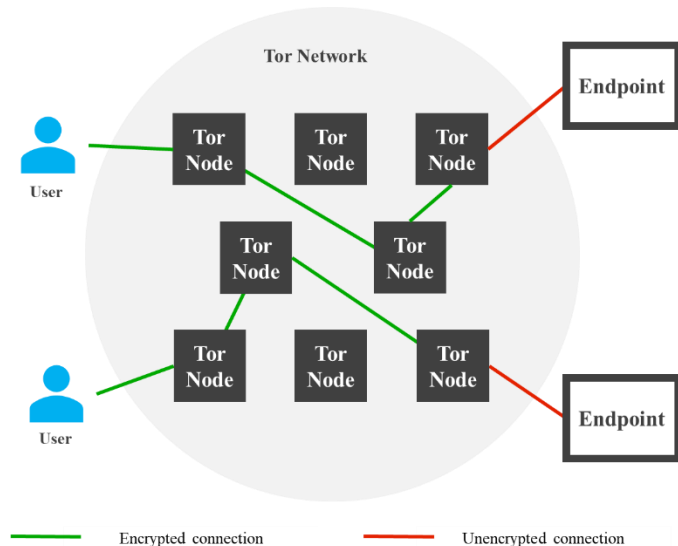 Tor Network
Endpoint
Tor
Node
Tor
Node
Tor
Node
User
Tor
Node
Tor
Node
Tor
Node
Tor
Node
Tor
Node
Endpoint
User
Encrypted connection
Unencrypted connection